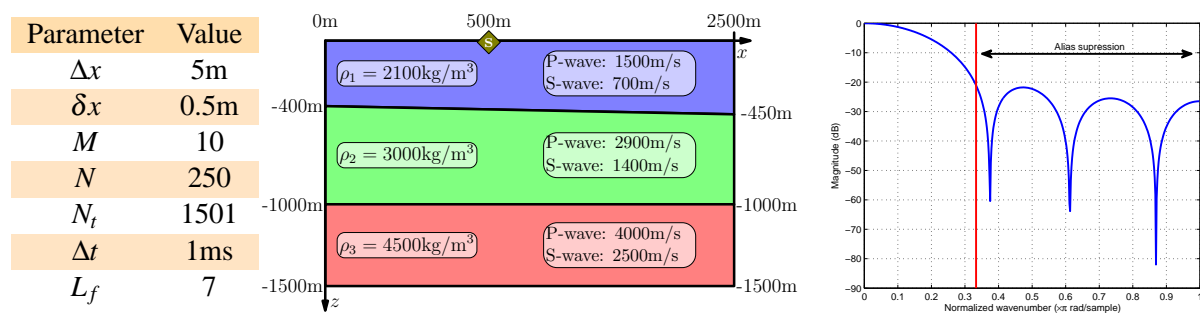 Parameter Value
Δx 5m
δx 0.5m
M 10
N 250
N_t 1501
Δt 1ms
L_f 7
0m 500m 2500m
S
x
ρ₁ = 2100kg/m³
P-wave: 1500m/s
S-wave: 700m/s
-400m
-450m
ρ₂ = 3000kg/m³
P-wave: 2900m/s
S-wave: 1400m/s
-1000m
-1000m
ρ₃ = 4500kg/m³
P-wave: 4000m/s
S-wave: 2500m/s
-1500m
-1500m
z
Alias supression
Magnitude (dB)
0
−10
−20
−30
−40
−50
−60
−70
−80
−90
0 0.1 0.2 0.3 0.4 0.5 0.6 0.7 0.8 0.9 1
Normalized wavenumber (×π rad/sample)